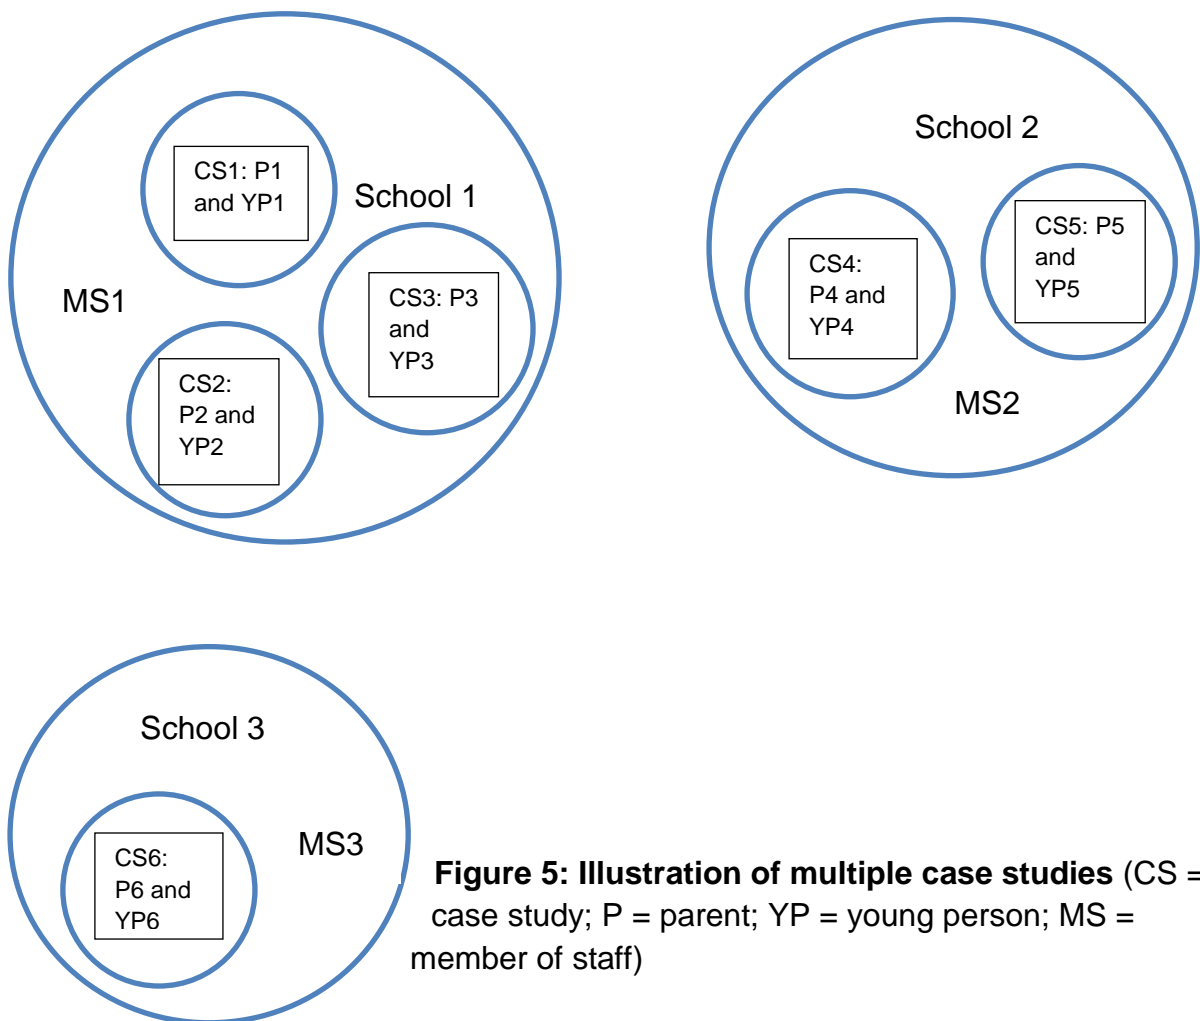 School 1
CS1: P1
and YP1
MS1
CS3: P3
and
YP3
CS2:
P2 and
YP2
School 2
CS4:
P4 and
YP4
CS5: P5
and
YP5
MS2
School 3
MS3
CS6:
P6 and
YP6
Figure 5: Illustration of multiple case studies (CS =
case study; P = parent; YP = young person; MS =
member of staff)